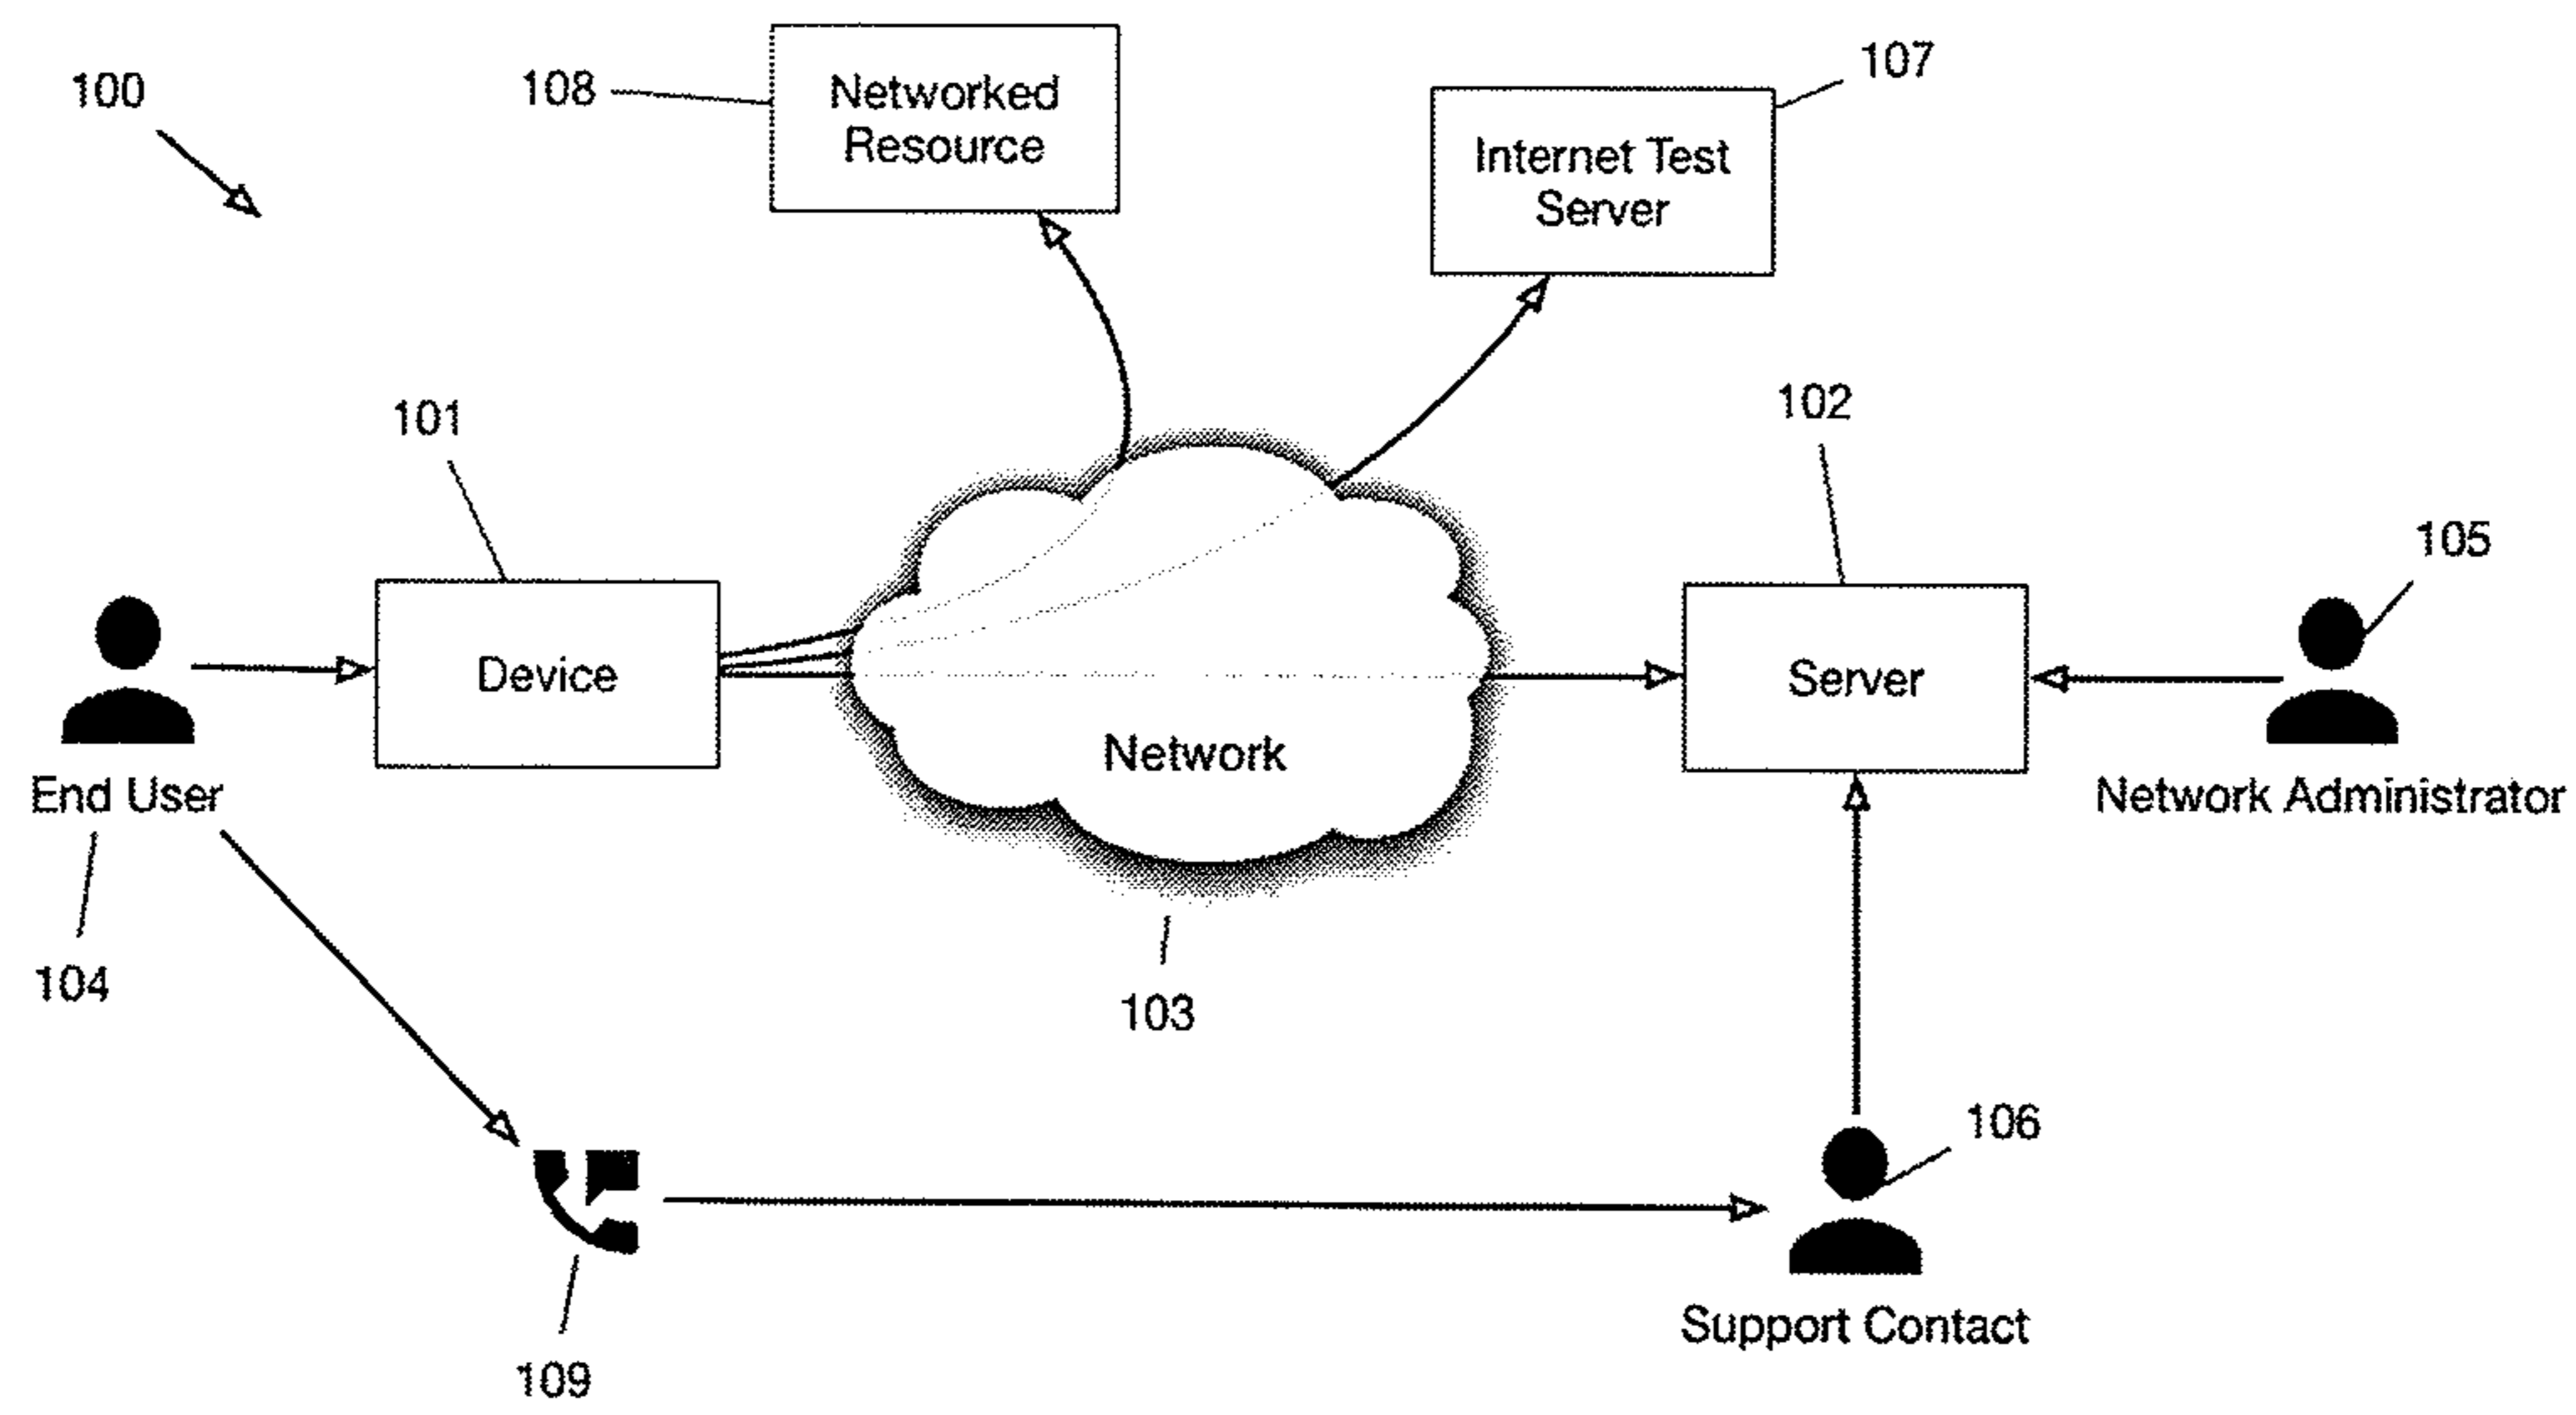 100
108
Networked
Resource
107
Internet Test
Server
101
102
105
Device
Network
Server
End User
Network Administrator
104
103
106
109
Support Contact